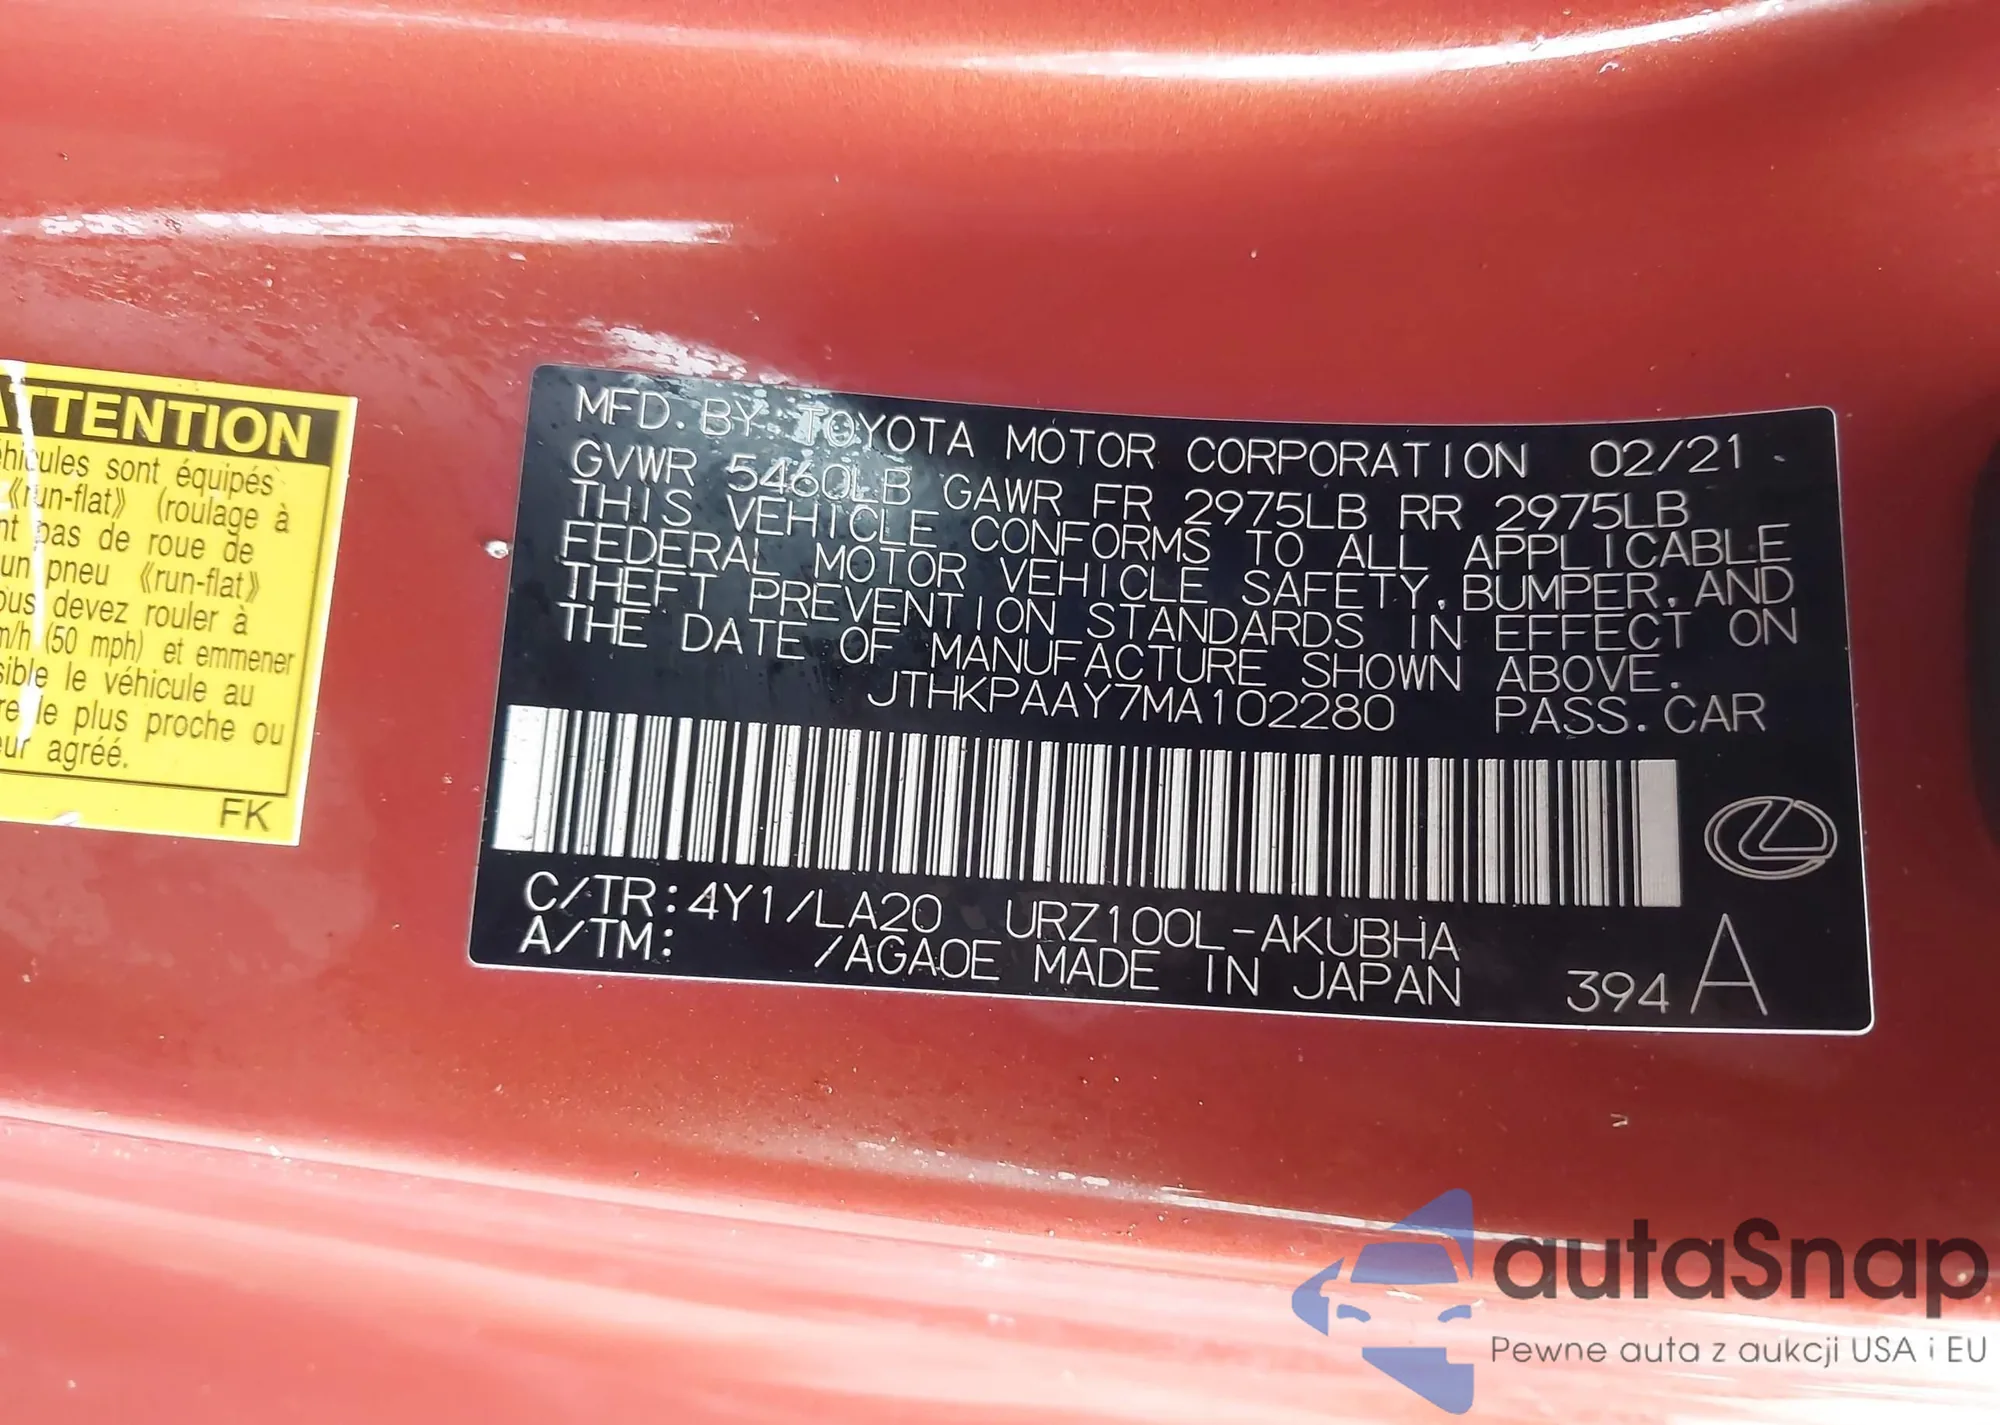 ATTENTION
hicules sont équipés
《run-flat》 (roulage à
nt pas de roue de
un pneu 《run-flat》
ous devez rouler à
m/h (50 mph) et emmener
sible le véhicule au
re le plus proche ou
eur agréé.
FK
MFD. BY TOYOTA MOTOR CORPORATION 02/21
GVWR 5460LB GAWR FR 2975LB RR 2975LB
THIS VEHICLE CONFORMS TO ALL APPLICABLE
FEDERAL MOTOR VEHICLE SAFETY, BUMPER, AND
THEFT PREVENTION STANDARDS IN EFFECT ON
THE DATE OF MANUFACTURE SHOWN ABOVE.
JTHKPAAY7MA102280 PASS. CAR
C/TR:4Y1/LA20 URZ100L-AKUBHA
A/TM: /AGA0E MADE IN JAPAN 394 A
autaSnap
Pewne auta z aukcji USA i EU